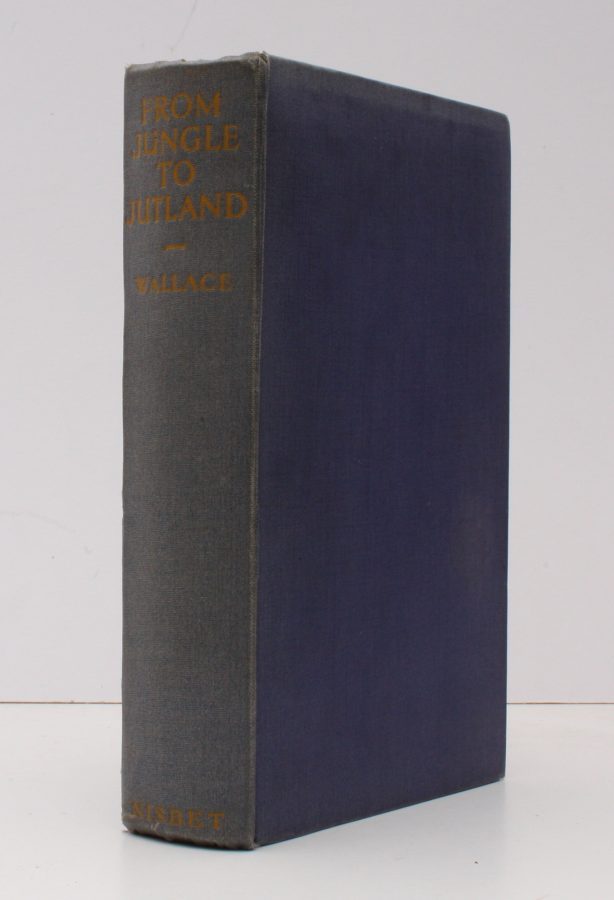 FROM
JUNGLE
TO
JUTLAND
—
WALLACE
NISBET